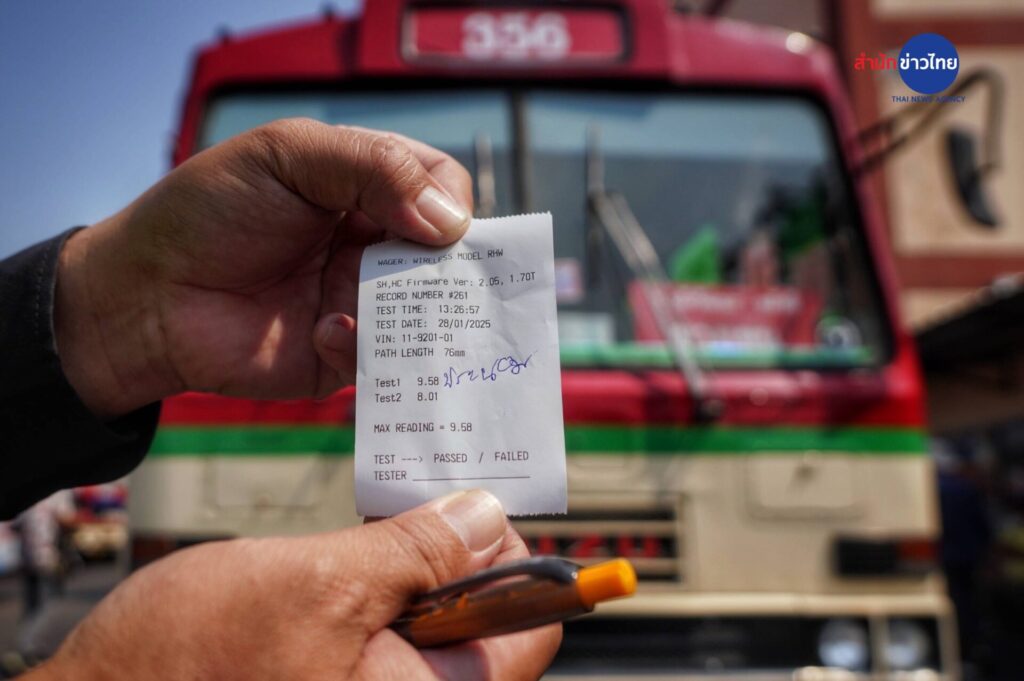 356
สำนักข่าวไทย
THAI NEWS AGENCY
WAGER: WIRELESS MODEL RHW
SH,HC Firmware Ver: 2.05, 1.70T
RECORD NUMBER #261
TEST TIME: 13:26:57
TEST DATE: 28/01/2025
VIN: 11-9201-01
PATH LENGTH 76mm
Test1 9.58
Test2 8.01
MAX READING = 9.58
TEST ---> PASSED / FAILED
TESTER